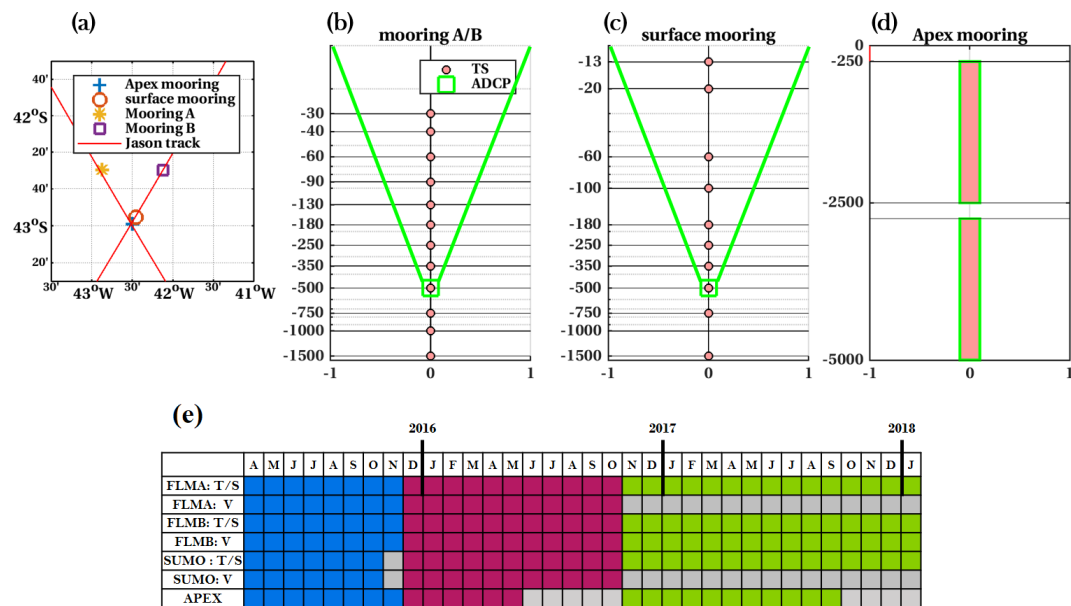 (a)
40'
42°S
20'
40'
43°S
20'
30' 43°W 30' 42°W 30' 41°W
Apex mooring
surface mooring
Mooring A
Mooring B
Jason track
(b)
mooring A/B
TS
ADCP
-30
-40
-60
-90
-130
-180
-250
-350
-500
-750
-1000
-1500
-1 0 1
(c)
surface mooring
-13
-20
-60
-100
-180
-250
-350
-500
-750
-1000
-1500
-1 0 1
(d)
Apex mooring
0
-250
-2500
-5000
-1 0 1
(e)
2016 2017 2018
A M J J A S O N D J F M A M J J A S O N D J F M A M J J A S O N D J
FLMA: T/S
FLMA: V
FLMB: T/S
FLMB: V
SUMO : T/S
SUMO: V
APEX